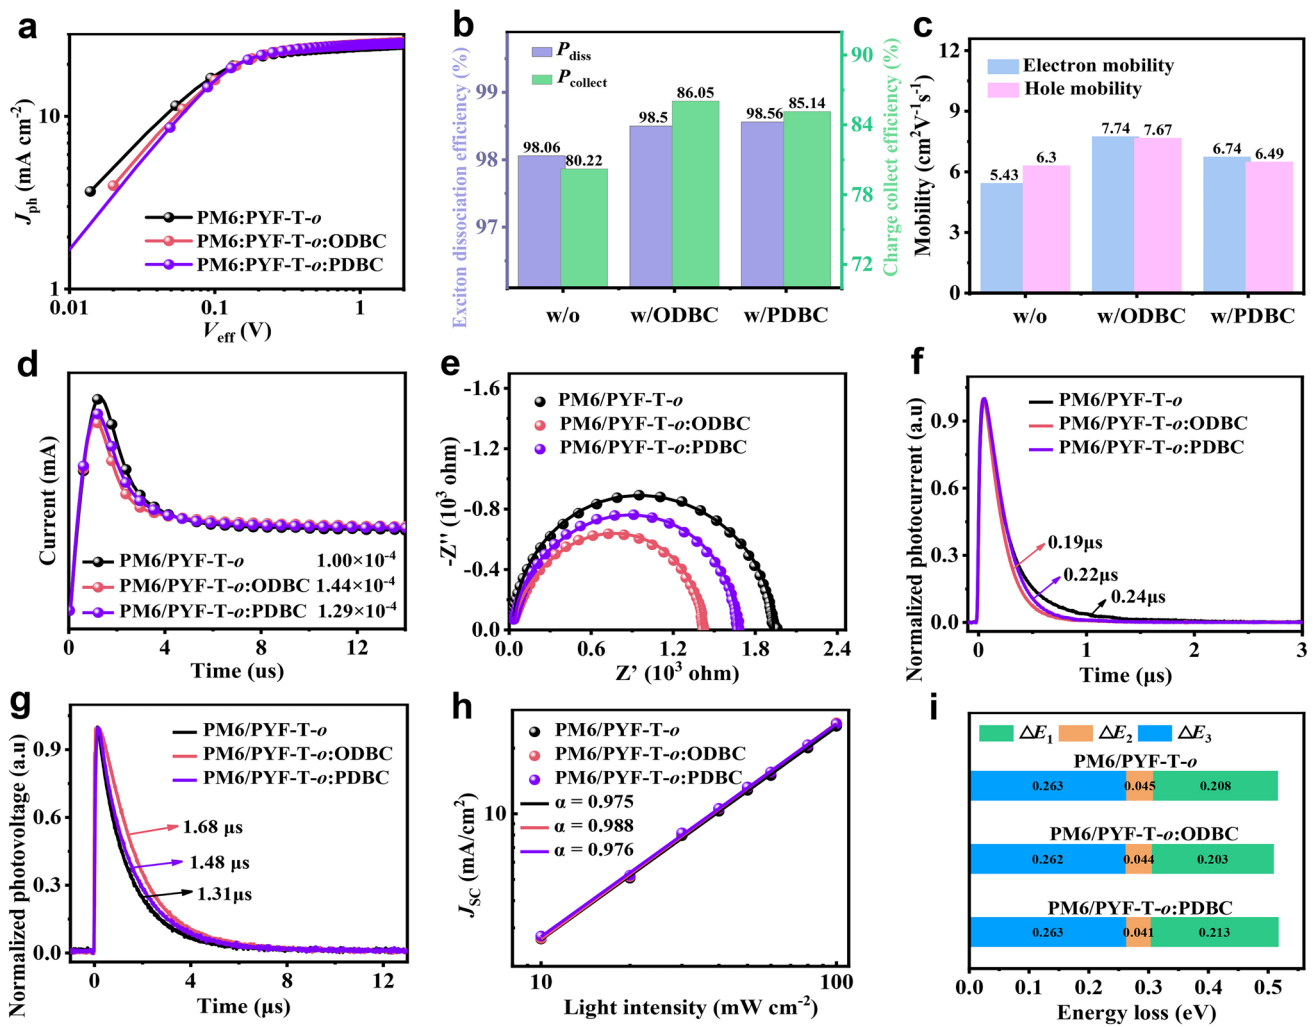 a
J_ph (mA cm^-2)
10
1
PM6:PYF-T-o
PM6:PYF-T-o:ODBC
PM6:PYF-T-o:PDBC
0.01 0.1 1
V_eff (V)
b
Exciton dissociation efficiency (%)
99
98
97
P_diss
P_collect
98.06
80.22
98.5
86.05
98.56
85.14
90
84
78
72
Charge collect efficiency (%)
w/o w/ODBC w/PDBC
c
Mobility (cm^2V^-1s^-1)
12
9
6
3
0
Electron mobility
Hole mobility
5.43
6.3
7.74
7.67
6.74
6.49
w/o w/ODBC w/PDBC
d
Current (mA)
PM6/PYF-T-o 1.00×10^-4
PM6/PYF-T-o:ODBC 1.44×10^-4
PM6/PYF-T-o:PDBC 1.29×10^-4
0 4 8 12
Time (us)
e
-Z'' (10^3 ohm)
-1.6
-1.2
-0.8
-0.4
0.0
PM6/PYF-T-o
PM6/PYF-T-o:ODBC
PM6/PYF-T-o:PDBC
0.0 0.6 1.2 1.8 2.4
Z’ (10^3 ohm)
f
Normalized photocurrent (a.u)
0.9
0.6
0.3
0.0
PM6/PYF-T-o
PM6/PYF-T-o:ODBC
PM6/PYF-T-o:PDBC
0.19μs
0.22μs
0.24μs
0 1 2 3
Time (μs)
g
Normalized photovoltage (a.u)
0.9
0.6
0.3
0.0
PM6/PYF-T-o
PM6/PYF-T-o:ODBC
PM6/PYF-T-o:PDBC
1.68 μs
1.48 μs
1.31μs
0 4 8 12
Time (μs)
h
J_SC (mA/cm^2)
10
PM6/PYF-T-o
PM6/PYF-T-o:ODBC
PM6/PYF-T-o:PDBC
α = 0.975
α = 0.988
α = 0.976
10 100
Light intensity (mW cm^-2)
i
ΔE_1 ΔE_2 ΔE_3
PM6/PYF-T-o
0.263 0.045 0.208
PM6/PYF-T-o:ODBC
0.262 0.044 0.203
PM6/PYF-T-o:PDBC
0.263 0.041 0.213
0.0 0.1 0.2 0.3 0.4 0.5
Energy loss (eV)